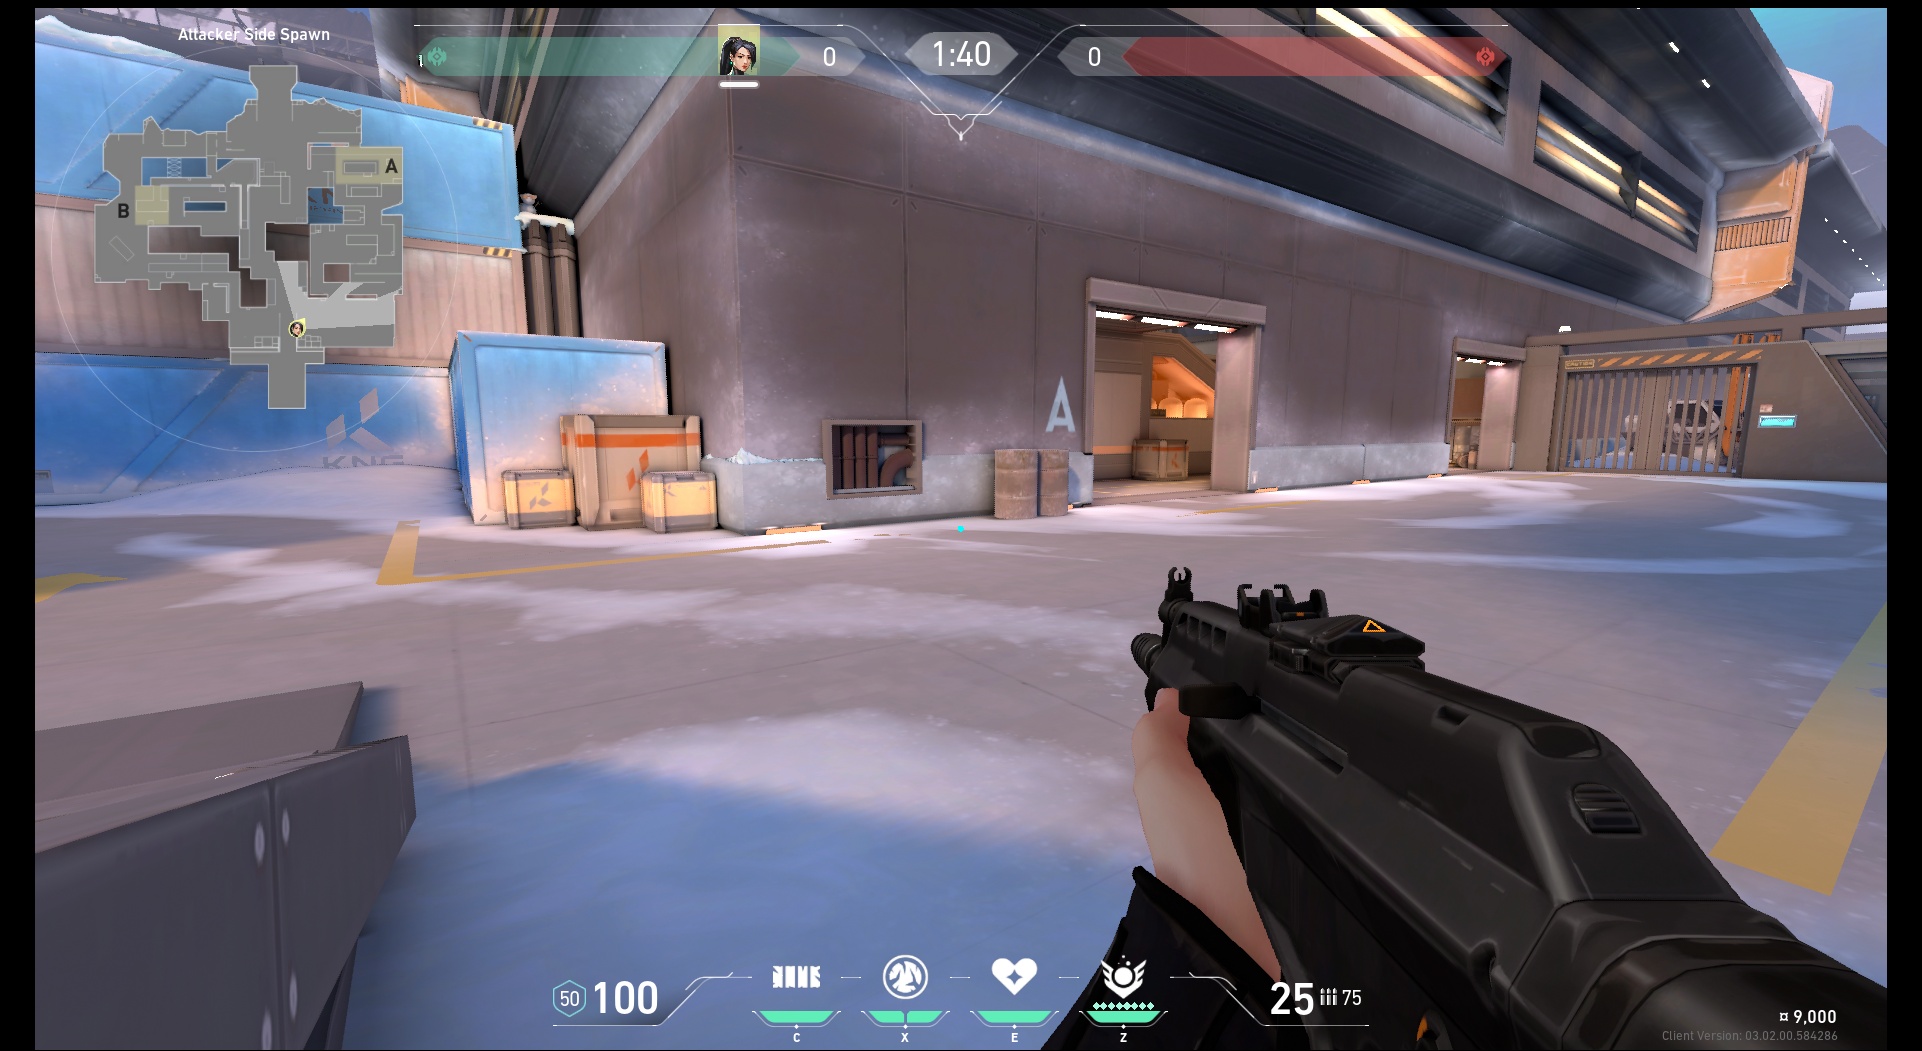 Attacker Side Spawn
0
1:40
0
A
B
A
KNG
50
100
25
75
C
X
E
Z
¤ 9,000
Client Version: 03.02.00.584286